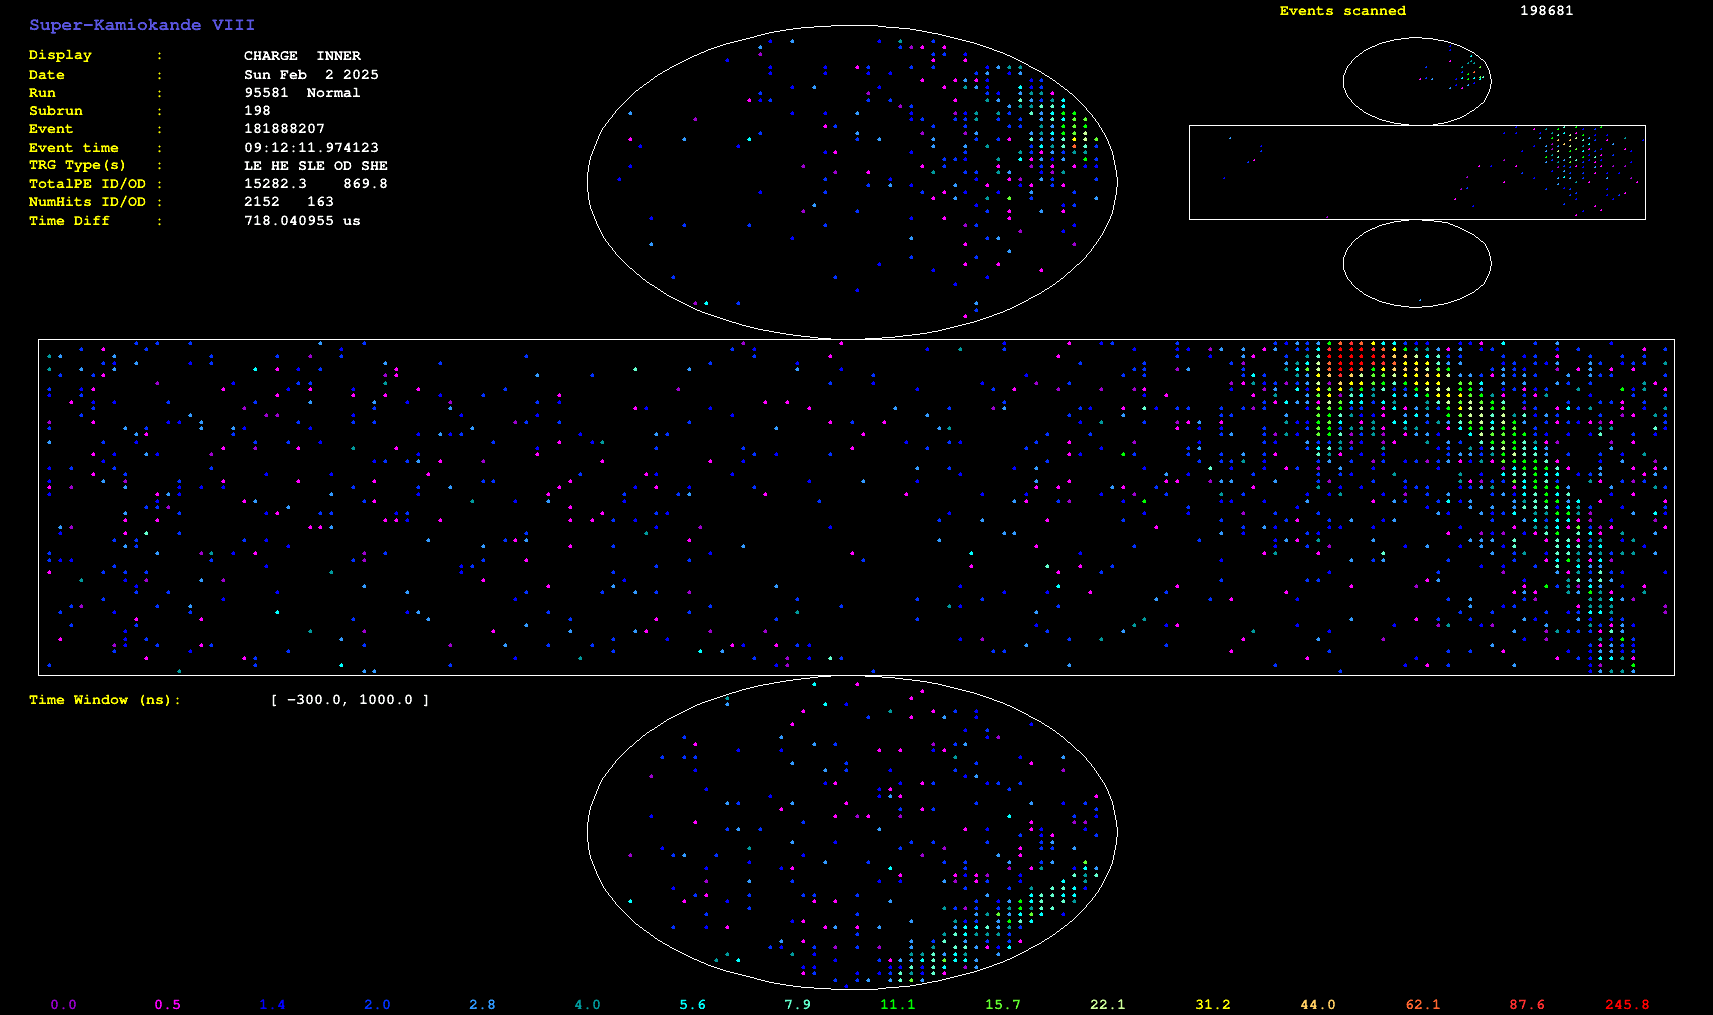 Super-Kamiokande VIII
Events scanned 198681
Display : CHARGE INNER
Date : Sun Feb 2 2025
Run : 95581 Normal
Subrun : 198
Event : 181888207
Event time : 09:12:11.974123
TRG Type(s) : LE HE SLE OD SHE
TotalPE ID/OD : 15282.3 869.8
NumHits ID/OD : 2152 163
Time Diff : 718.040955 us
Time Window (ns): [ -300.0, 1000.0 ]
0.0 0.5 1.4 2.0 2.8 4.0 5.6 7.9 11.1 15.7 22.1 31.2 44.0 62.1 87.6 245.8